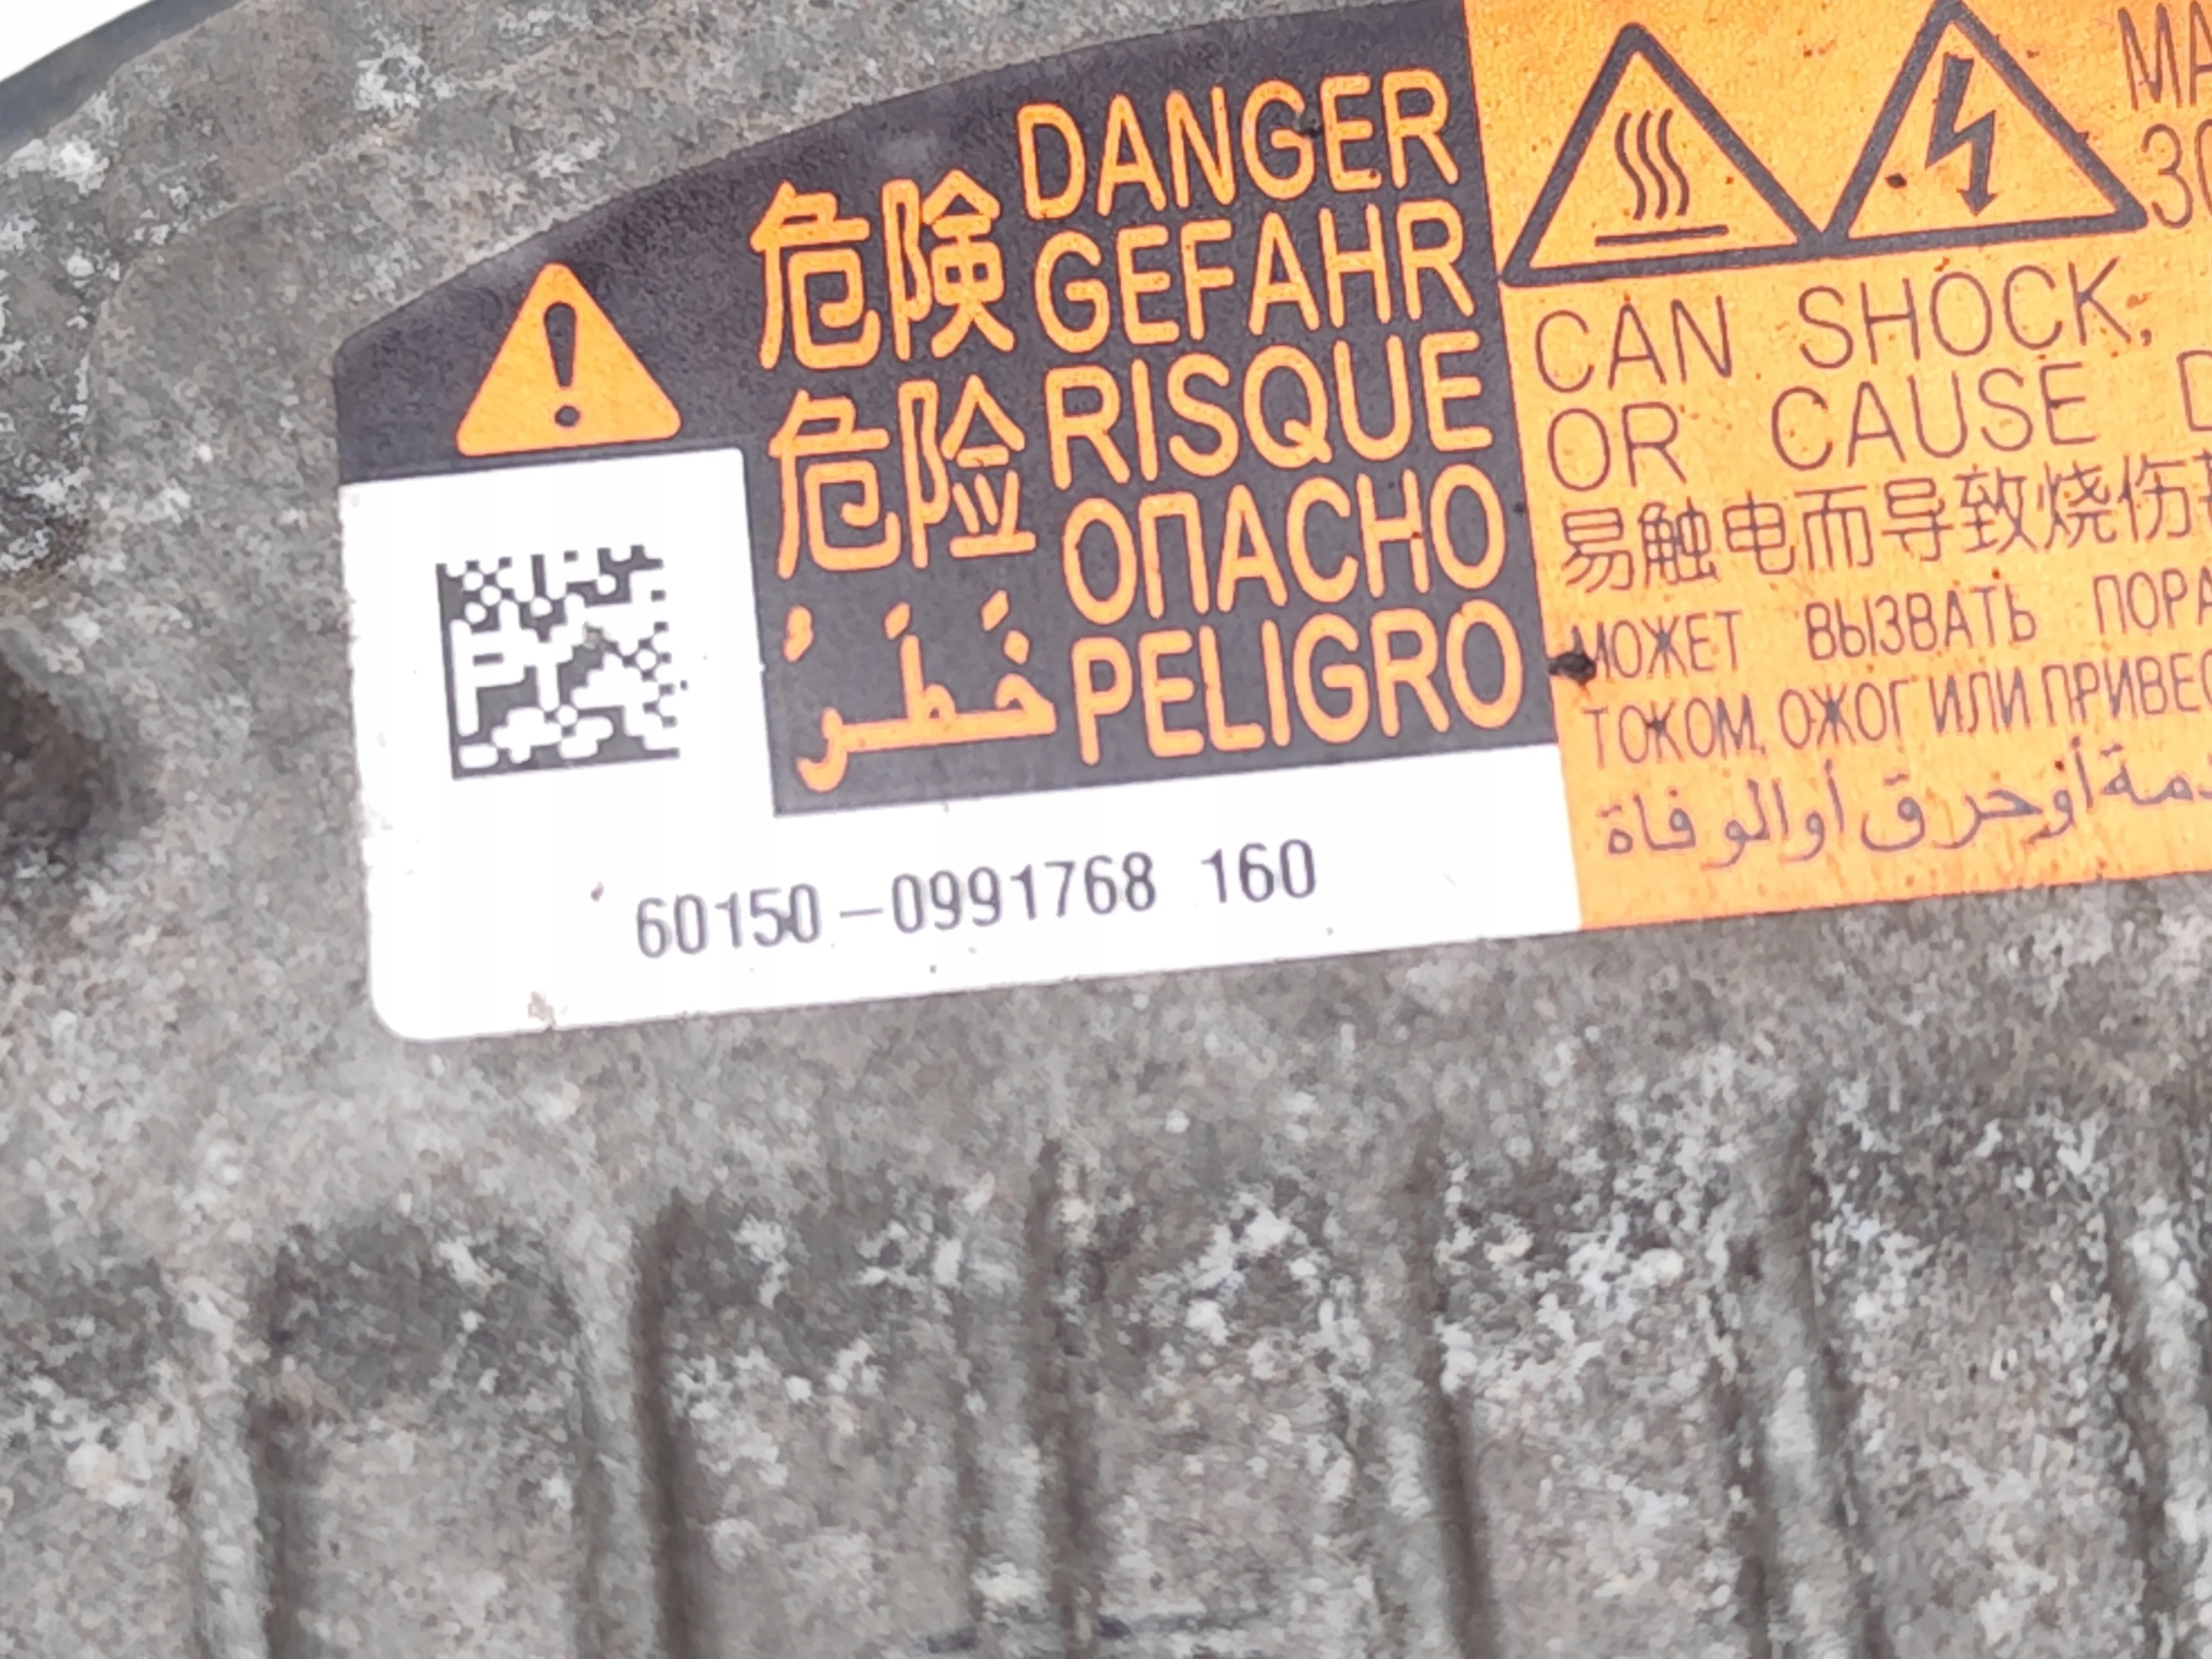 危険
危险
خَطَرٌ
DANGER
GEFAHR
RISQUE
ОПАСНО
PELIGRO
60150-0991768 160
CAN SHOCK,
OR CAUSE
易触电而导致烧伤
МОЖЕТ ВЫЗВАТЬ
ТОКОМ, ОЖОГ ИЛИ
أوحرق أوالوفاة